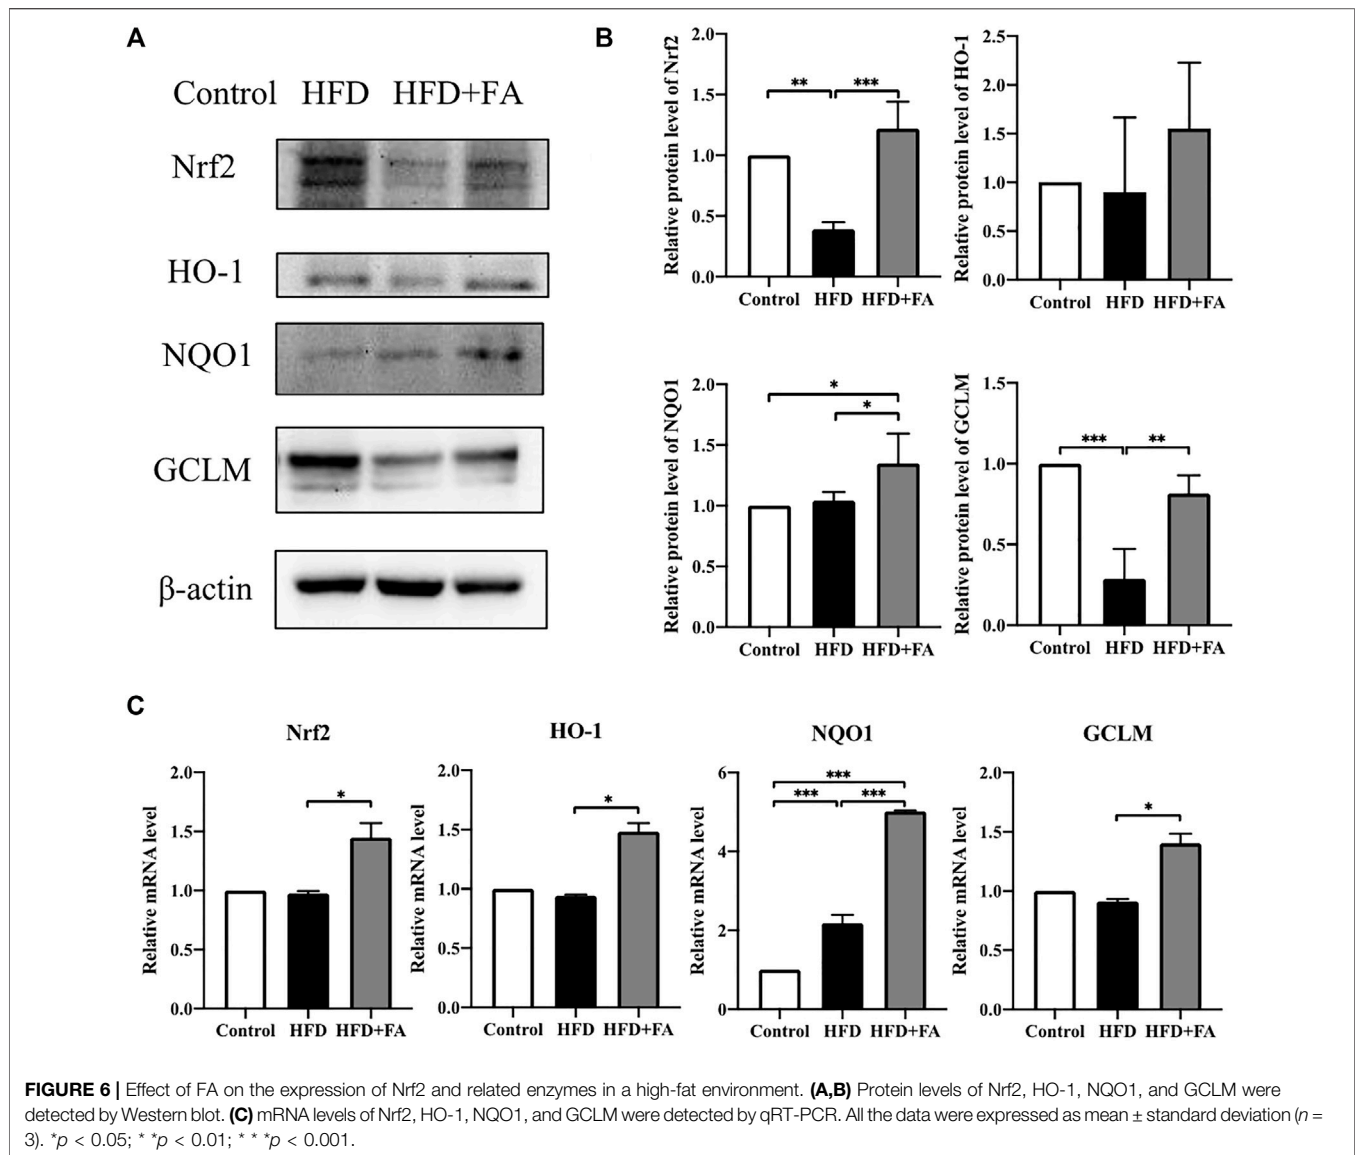 A
Control HFD HFD+FA
Nrf2
HO-1
NQO1
GCLM
β-actin
B
Relative protein level of Nrf2
2.0
1.5
1.0
0.5
0.0
** ***
Control HFD HFD+FA
Relative protein level of HO-1
2.5
2.0
1.5
1.0
0.5
0.0
Control HFD HFD+FA
Relative protein level of NQO1
2.0
1.5
1.0
0.5
0.0
*
*
Control HFD HFD+FA
Relative protein level of GCLM
1.5
1.0
0.5
0.0
*** **
Control HFD HFD+FA
C
Nrf2
Relative mRNA level
2.0
1.5
1.0
0.5
0.0
*
Control HFD HFD+FA
HO-1
Relative mRNA level
2.0
1.5
1.0
0.5
0.0
*
Control HFD HFD+FA
NQO1
Relative mRNA level
6
4
2
0
***
*** ***
Control HFD HFD+FA
GCLM
Relative mRNA level
2.0
1.5
1.0
0.5
0.0
*
Control HFD HFD+FA
FIGURE 6 | Effect of FA on the expression of Nrf2 and related enzymes in a high-fat environment. (A,B) Protein levels of Nrf2, HO-1, NQO1, and GCLM were
detected by Western blot. (C) mRNA levels of Nrf2, HO-1, NQO1, and GCLM were detected by qRT-PCR. All the data were expressed as mean ± standard deviation (n =
3). *p < 0.05; * *p < 0.01; * * *p < 0.001.